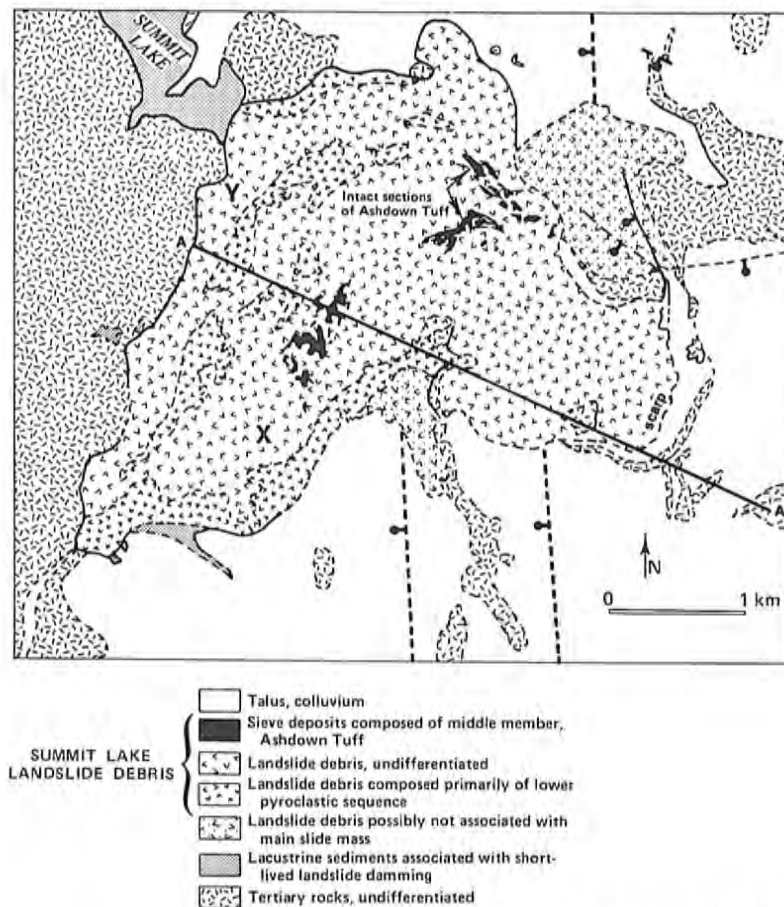 SUMMIT
LAKE
Y
Intact sections
of Ashdown Tuff
A
X
scarp
A
N
0 1 km
Talus, colluvium
SUMMIT LAKE
LANDSLIDE DEBRIS
Sieve deposits composed of middle member,
Ashdown Tuff
Landslide debris, undifferentiated
Landslide debris composed primarily of lower
pyroclastic sequence
Landslide debris possibly not associated with
main slide mass
Lacustrine sediments associated with short-
lived landslide damming
Tertiary rocks, undifferentiated